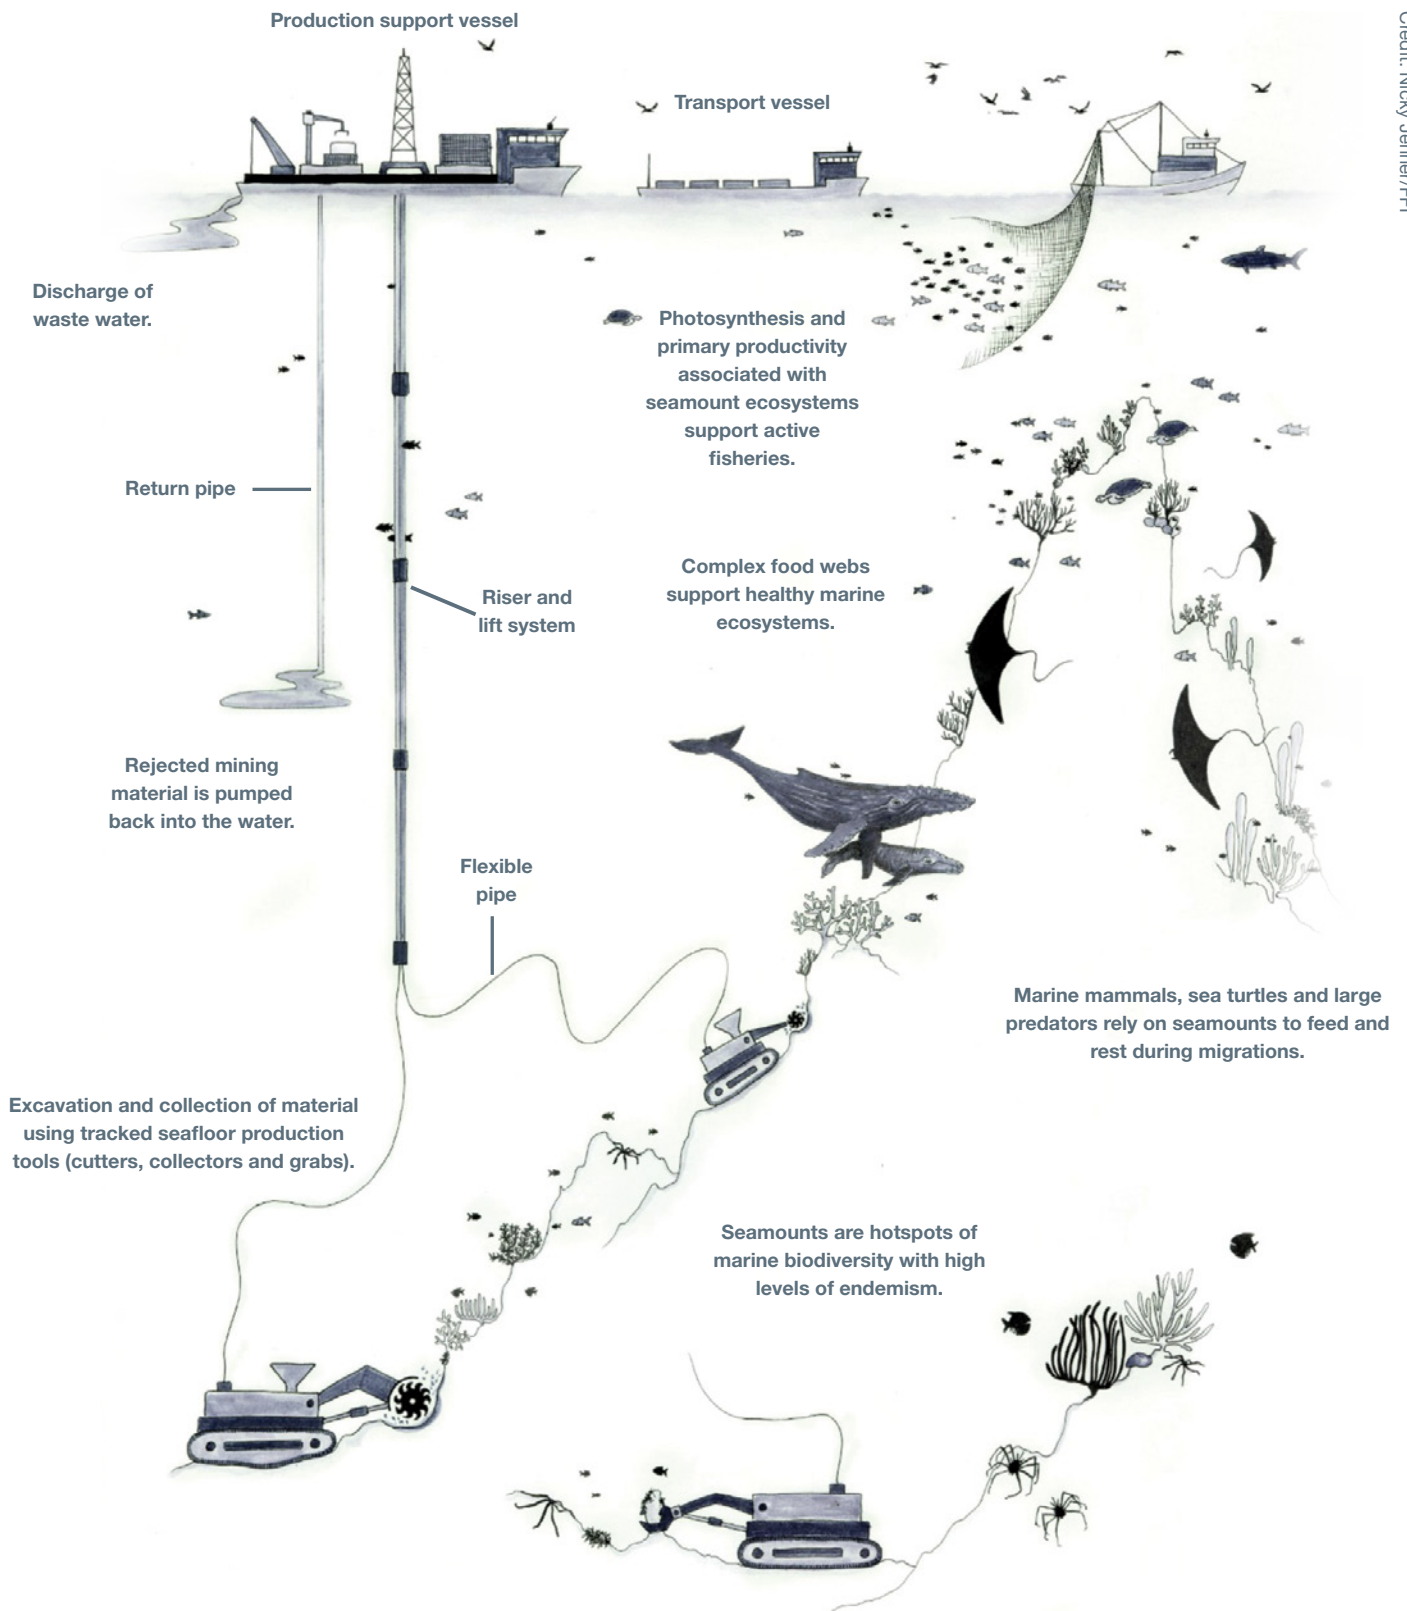 Production support vessel
Credit: Nicky Jenner/FFI
Transport vessel
Discharge of
waste water.
Photosynthesis and
primary productivity
associated with
seamount ecosystems
support active
fisheries.
Return pipe
Complex food webs
support healthy marine
ecosystems.
Riser and
lift system
Rejected mining
material is pumped
back into the water.
Flexible
pipe
Marine mammals, sea turtles and large
predators rely on seamounts to feed and
rest during migrations.
Excavation and collection of material
using tracked seafloor production
tools (cutters, collectors and grabs).
Seamounts are hotspots of
marine biodiversity with high
levels of endemism.